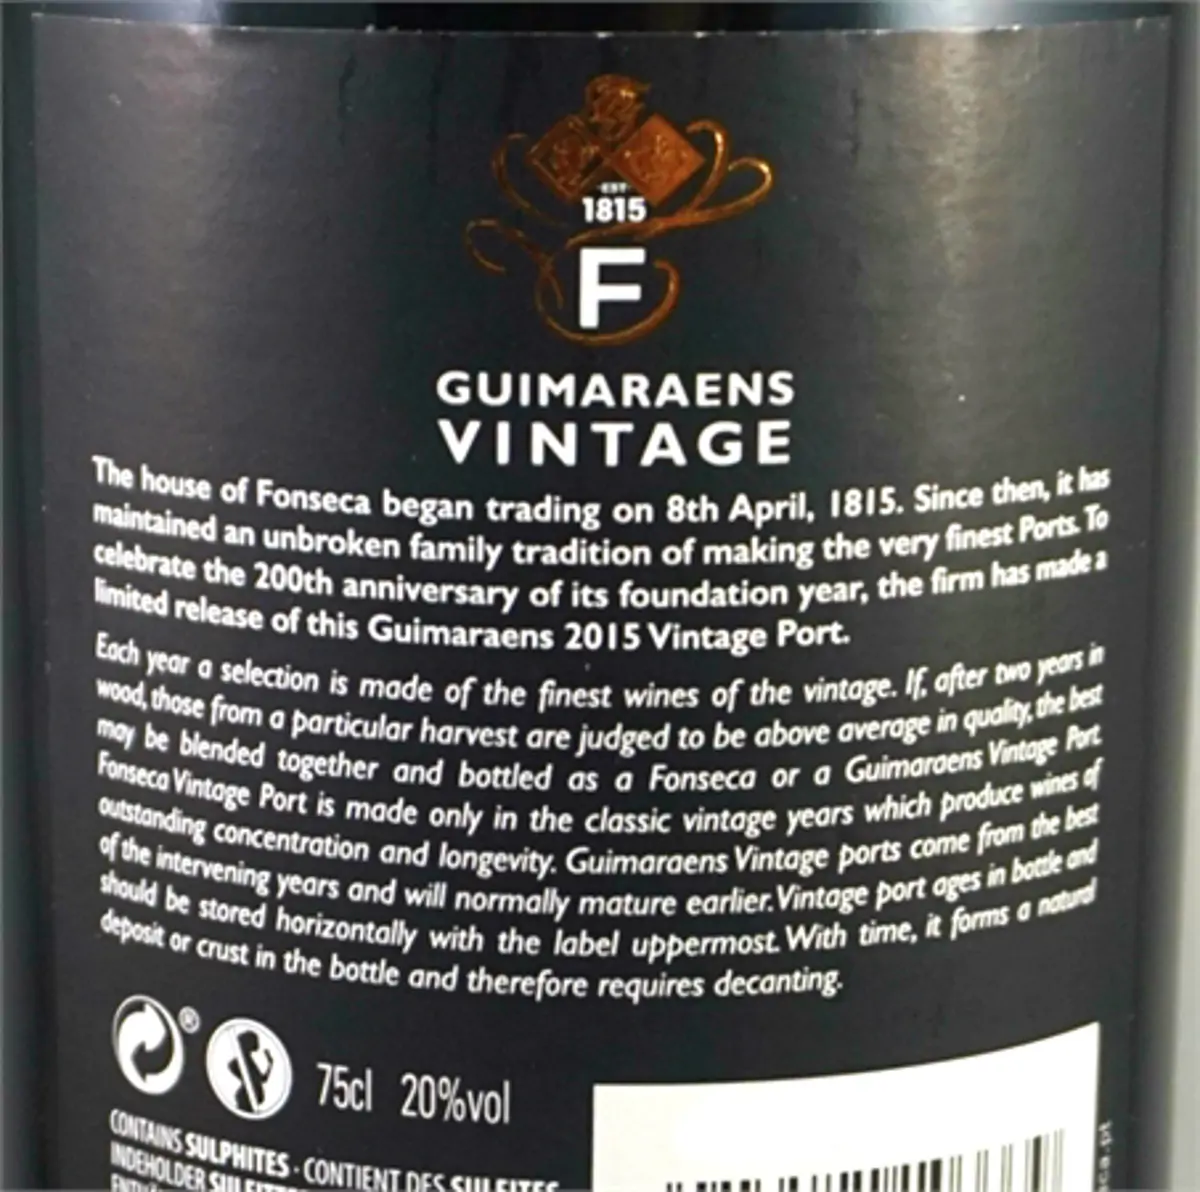 EST
1815
F
GUIMARAENS
VINTAGE
The house of Fonseca began trading on 8th April, 1815. Since then, it has
maintained an unbroken family tradition of making the very finest Ports. To
celebrate the 200th anniversary of its foundation year, the firm has made a
limited release of this Guimaraens 2015 Vintage Port.
Each year a selection is made of the finest wines of the vintage. If, after two years in
wood, those from a particular harvest are judged to be above average in quality, the best
may be blended together and bottled as a Fonseca or a Guimaraens Vintage Port.
Fonseca Vintage Port is made only in the classic vintage years which produce wines of
outstanding concentration and longevity. Guimaraens Vintage ports come from the best
of the intervening years and will normally mature earlier. Vintage port ages in bottle and
should be stored horizontally with the label uppermost. With time, it forms a natural
deposit or crust in the bottle and therefore requires decanting.
®
75cl 20%vol
CONTAINS SULPHITES · CONTIENT DES SULFITES
INDEHOLDER